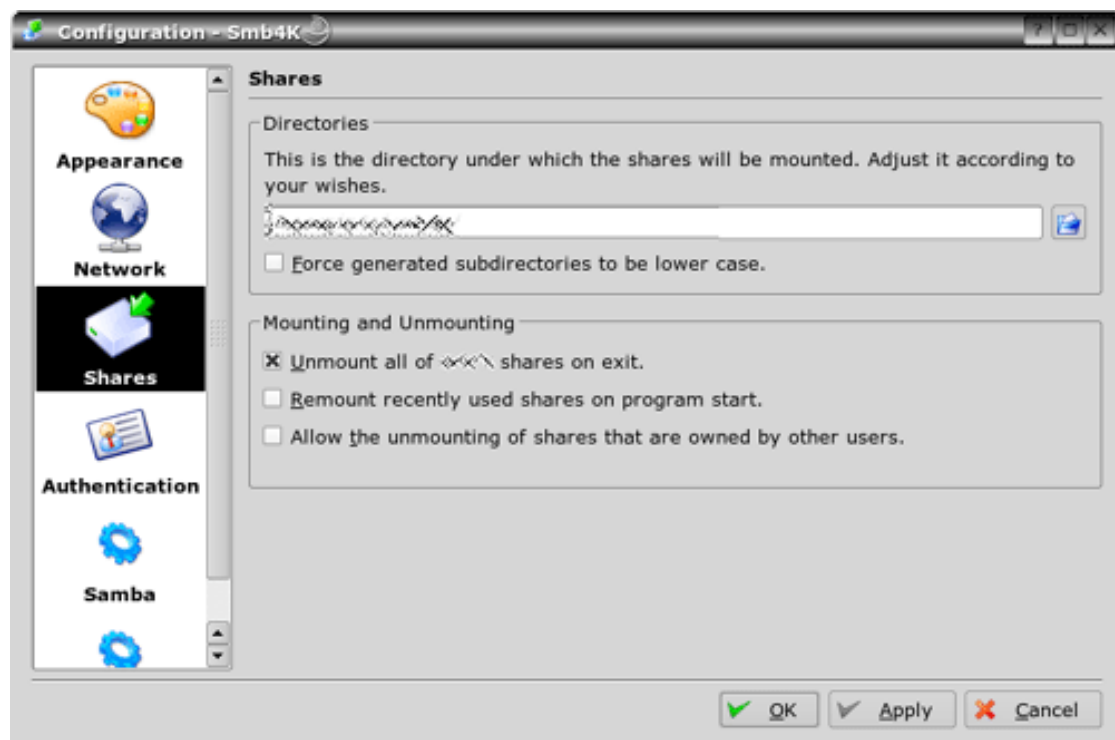 Configuration - Smb4K
Appearance
Network
Shares
Authentication
Samba
Shares
Directories
This is the directory under which the shares will be mounted. Adjust it according to
your wishes.
Force generated subdirectories to be lower case.
Mounting and Unmounting
Unmount all of shares on exit.
Remount recently used shares on program start.
Allow the unmounting of shares that are owned by other users.
OK Apply Cancel